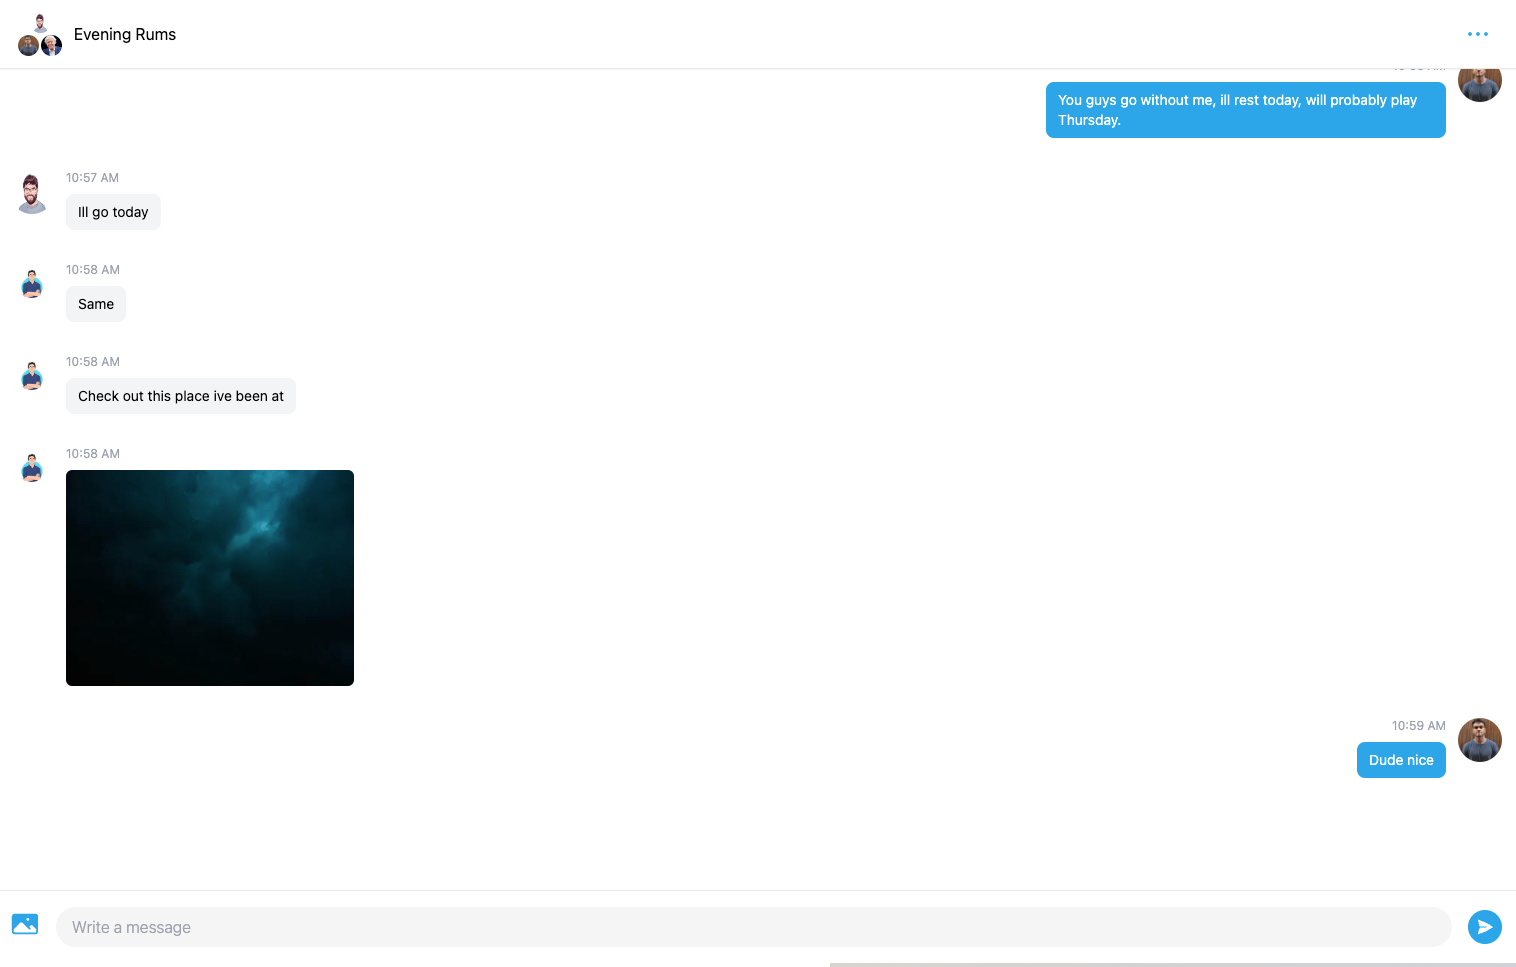 Evening Rums
You guys go without me, ill rest today, will probably play
Thursday.
10:57 AM
Ill go today
10:58 AM
Same
10:58 AM
Check out this place ive been at
10:58 AM
10:59 AM
Dude nice
Write a message